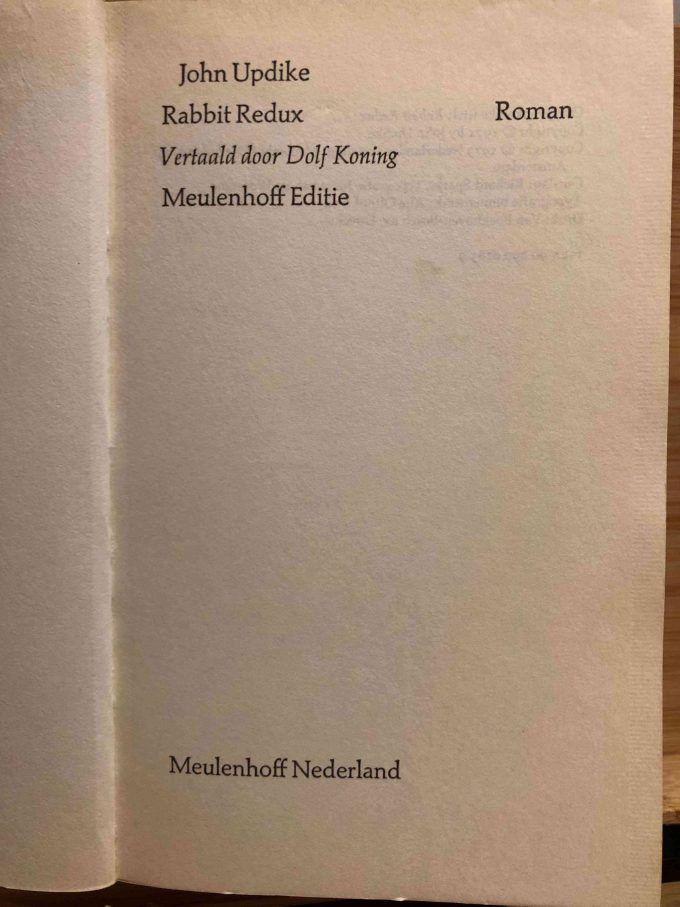 John Updike
Rabbit Redux Roman
Vertaald door Dolf Koning
Meulenhoff Editie
Meulenhoff Nederland